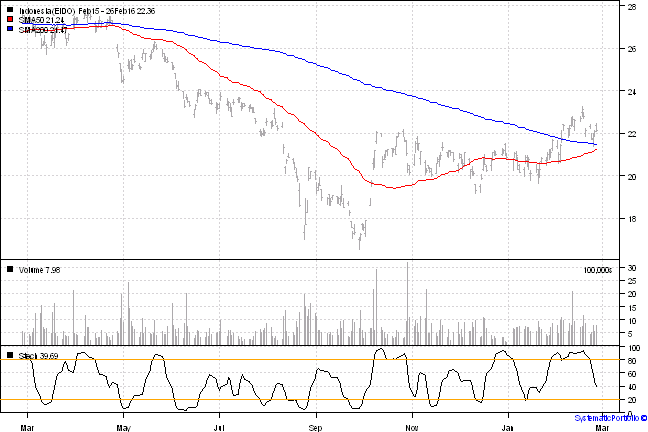 Indonesia(EIDO) Feb15 - 26Feb16 22.36
SMA50 21.24
SMA200 21.47
28
26
24
22
20
18
Volume 7.98
100,000s
30
25
20
15
10
5
Stoch 39.69
100
80
60
40
20
0
Mar May Jul Sep Nov Jan Mar
SystematicPortfolio ©